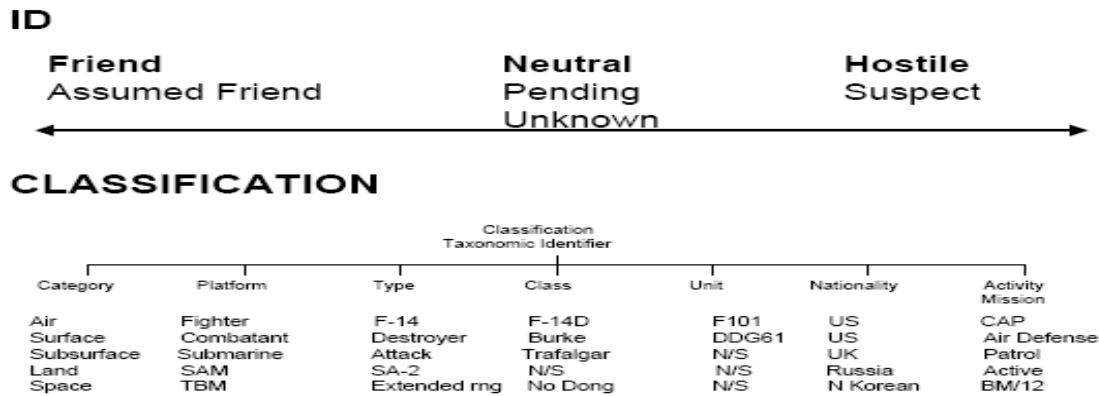 ID
Friend Neutral Hostile
Assumed Friend Pending Suspect
Unknown
CLASSIFICATION
Classification
Taxonomic Identifier
Category Platform Type Class Unit Nationality Activity
Mission
Air Fighter F-14 F-14D F101 US CAP
Surface Combatant Destroyer Burke DDG61 US Air Defense
Subsurface Submarine Attack Trafalgar N/S UK Patrol
Land SAM SA-2 N/S N/S Russia Active
Space TBM Extended rng No Dong N/S N Korean BM/12